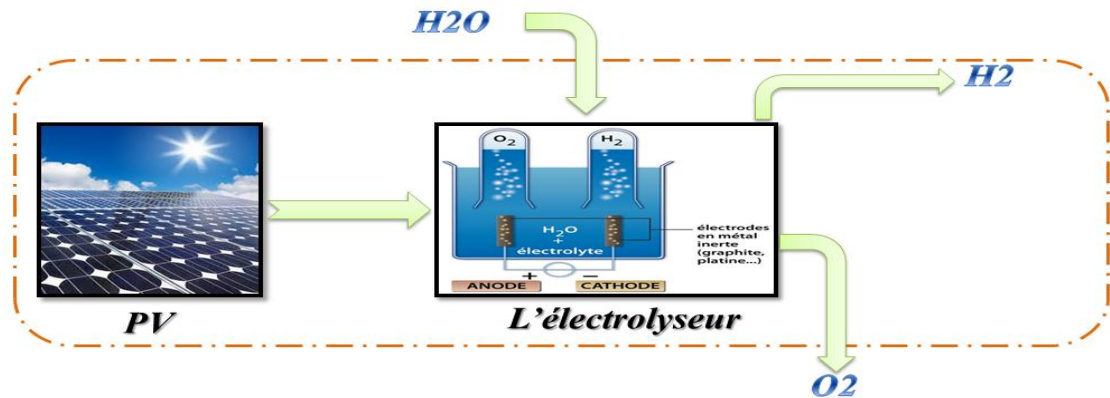 H2O
H2
O₂
H₂
H₂O
+
électrolyte
électrodes
en métal
inerte
(graphite,
platine...)
+ −
ANODE CATHODE
PV
L'électrolyseur
O2